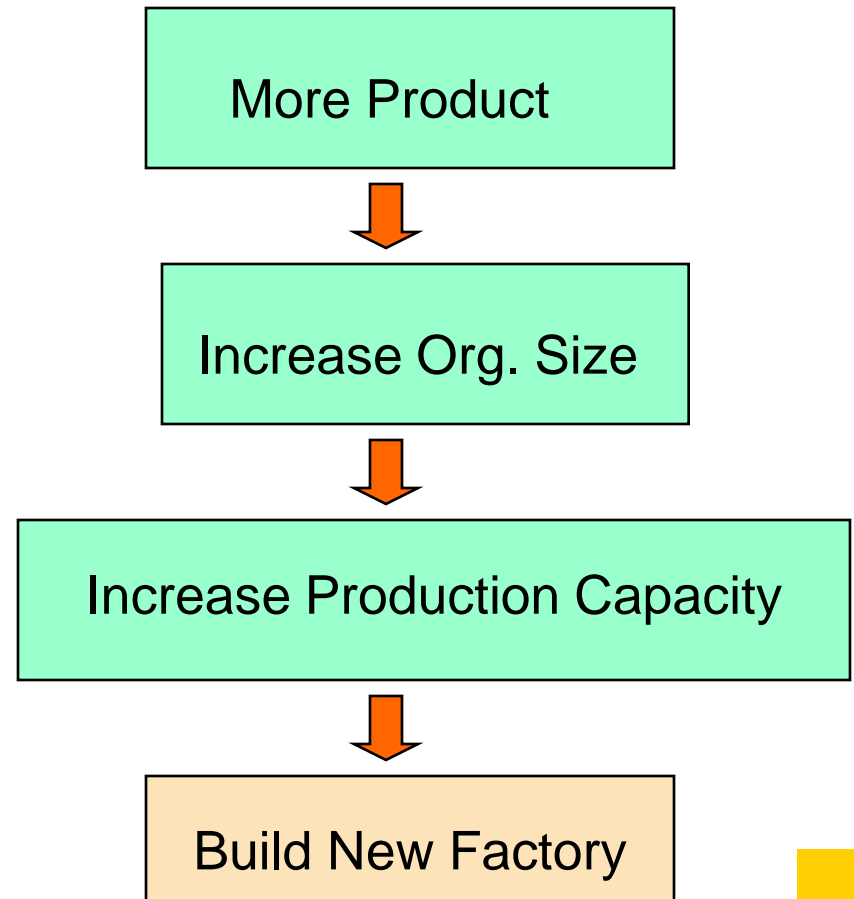 More Product
Increase Org. Size
Increase Production Capacity
Build New Factory